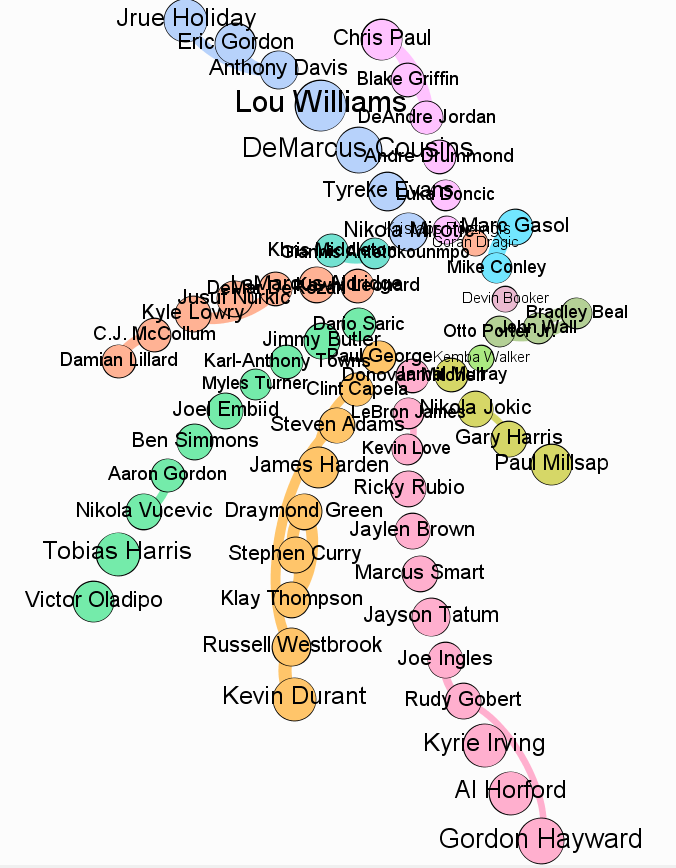 Jrue Holiday
Eric Gordon
Chris Paul
Anthony Davis
Blake Griffin
Lou Williams
DeAndre Jordan
DeMarcus Cousins
Andre Drummond
Tyreke Evans
Luka Doncic
Nikola Mirotic
Marc Gasol
Goran Dragic
Khris Middleton
Giannis Antetokounmpo
Mike Conley
LaMarcus Aldridge
Jusuf Nurkic
Devin Booker
Kyle Lowry
Bradley Beal
Dario Saric
Otto Porter Jr.
John Wall
C.J. McCollum
Jimmy Butler
Damian Lillard
Karl-Anthony Towns
Paul George
Kemba Walker
Donovan Mitchell
Jamal Murray
Myles Turner
Clint Capela
Joel Embiid
LeBron James
Nikola Jokic
Steven Adams
Ben Simmons
Kevin Love
Gary Harris
James Harden
Paul Millsap
Aaron Gordon
Ricky Rubio
Nikola Vucevic
Draymond Green
Jaylen Brown
Tobias Harris
Stephen Curry
Marcus Smart
Victor Oladipo
Klay Thompson
Jayson Tatum
Russell Westbrook
Joe Ingles
Kevin Durant
Rudy Gobert
Kyrie Irving
Al Horford
Gordon Hayward